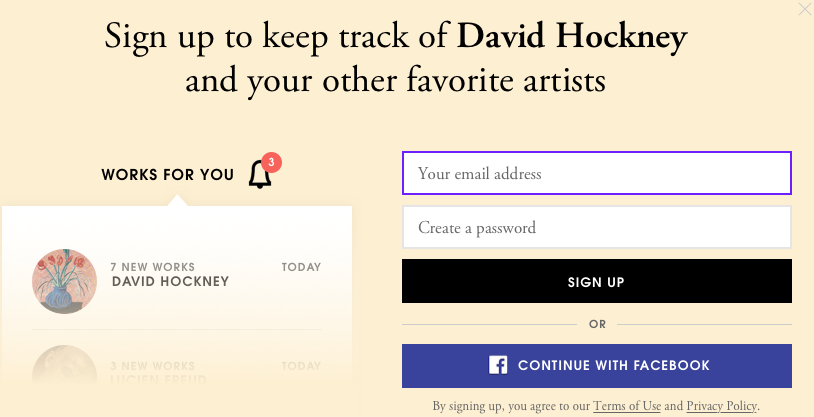 Sign up to keep track of David Hockney
and your other favorite artists
WORKS FOR YOU
3
7 NEW WORKS
TODAY
DAVID HOCKNEY
3 NEW WORKS
TODAY
LUCIEN FREUD
Your email address
Create a password
SIGN UP
OR
CONTINUE WITH FACEBOOK
By signing up, you agree to our Terms of Use and Privacy Policy.